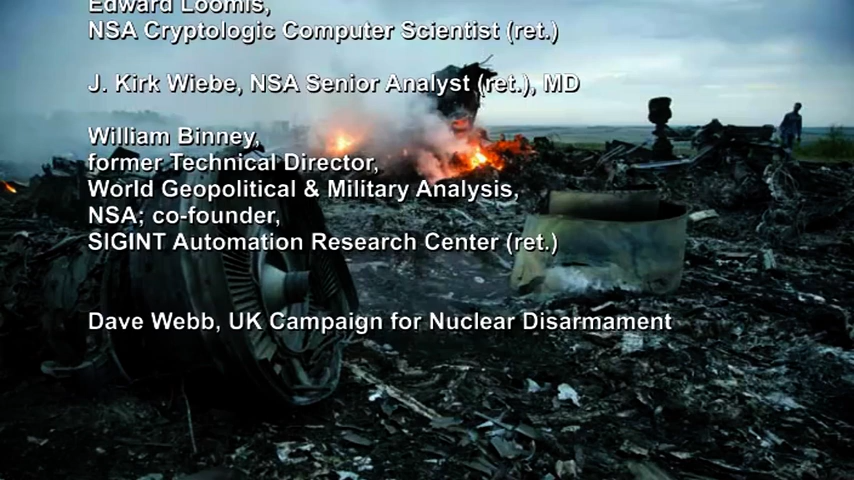 Edward Loomis,
NSA Cryptologic Computer Scientist (ret.)
J. Kirk Wiebe, NSA Senior Analyst (ret.), MD
William Binney,
former Technical Director,
World Geopolitical & Military Analysis,
NSA; co-founder,
SIGINT Automation Research Center (ret.)
Dave Webb, UK Campaign for Nuclear Disarmament